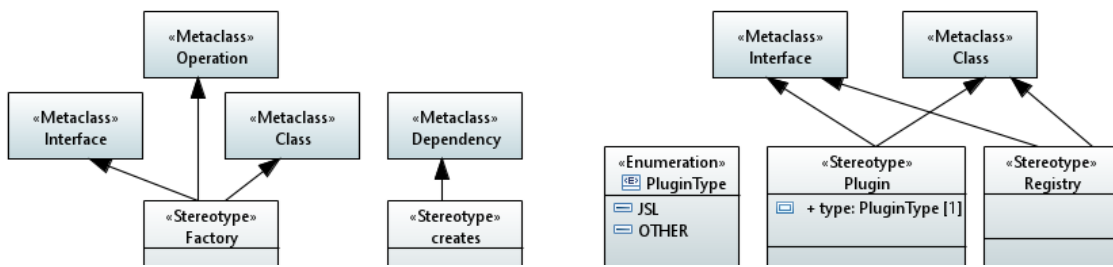 «Metaclass»
Operation
«Metaclass»
Interface
«Metaclass»
Class
«Metaclass»
Dependency
«Stereotype»
Factory
«Stereotype»
creates
«Metaclass»
Interface
«Metaclass»
Class
«Enumeration»
<E> PluginType
JSL
OTHER
«Stereotype»
Plugin
+ type: PluginType [1]
«Stereotype»
Registry